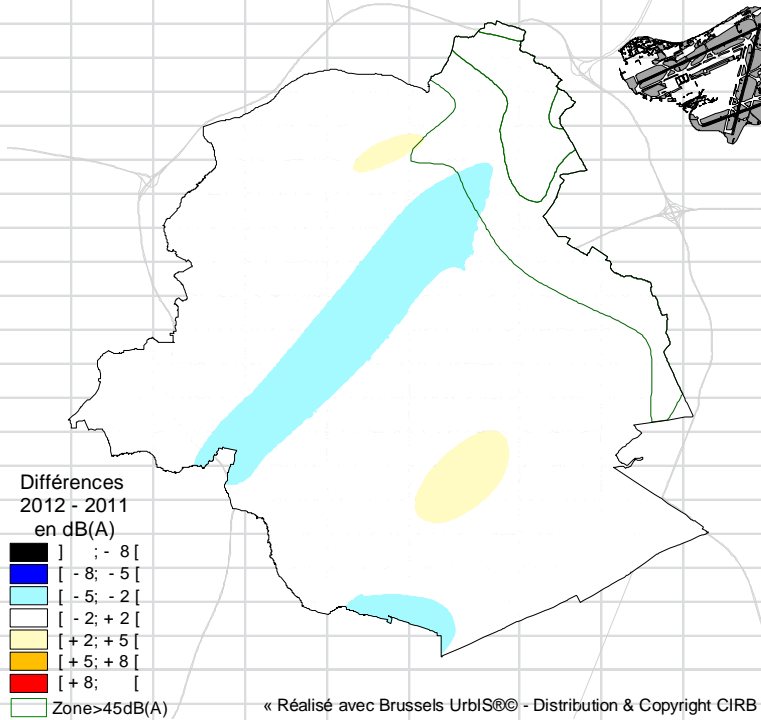 Différences
2012 - 2011
en dB(A)
]    ; - 8 [
[ - 8; - 5 [
[ - 5; - 2 [
[ - 2; + 2 [
[ + 2; + 5 [
[ + 5; + 8 [
[ + 8;    [
Zone>45dB(A)
« Réalisé avec Brussels UrbIS®© - Distribution & Copyright CIRB